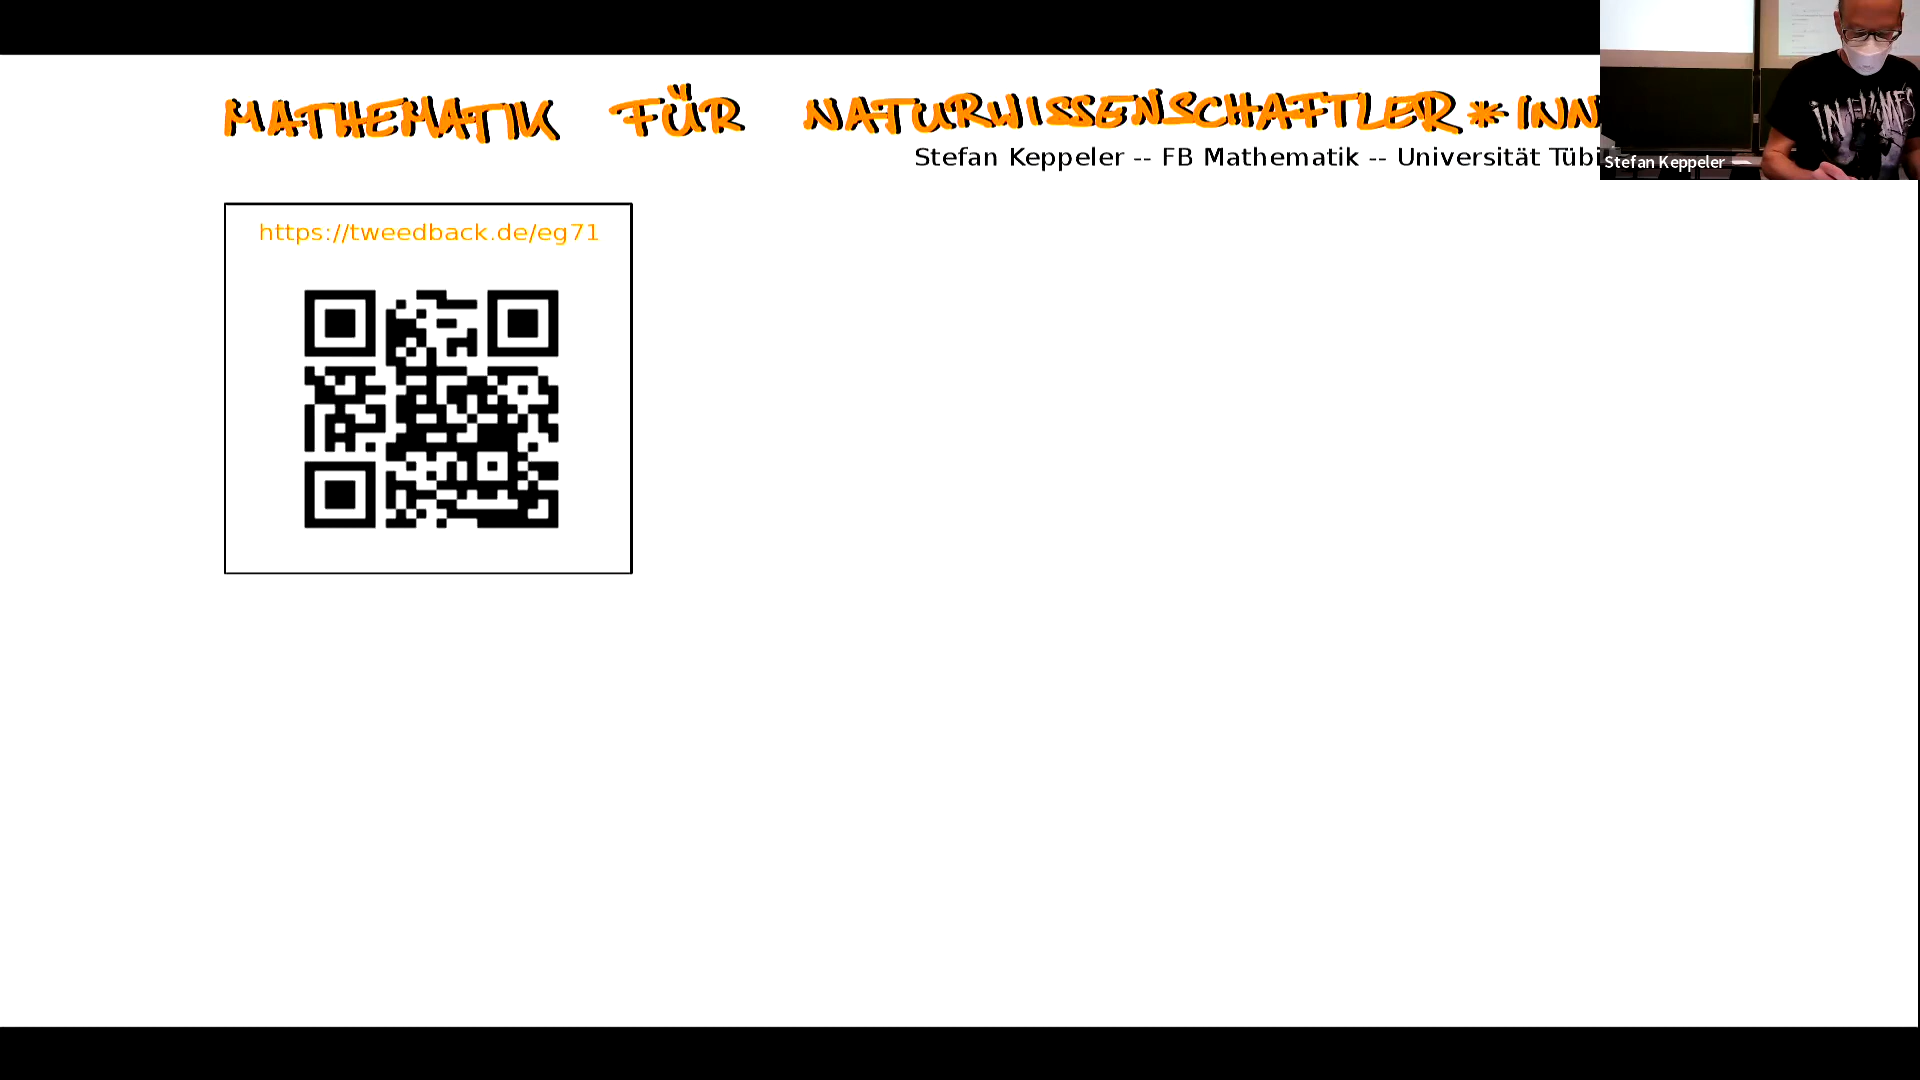 MATHEMATIK FÜR NATURWISSENSCHAFTLER*INN
Stefan Keppeler -- FB Mathematik -- Universität Tübi
Stefan Keppeler
https://tweedback.de/eg71